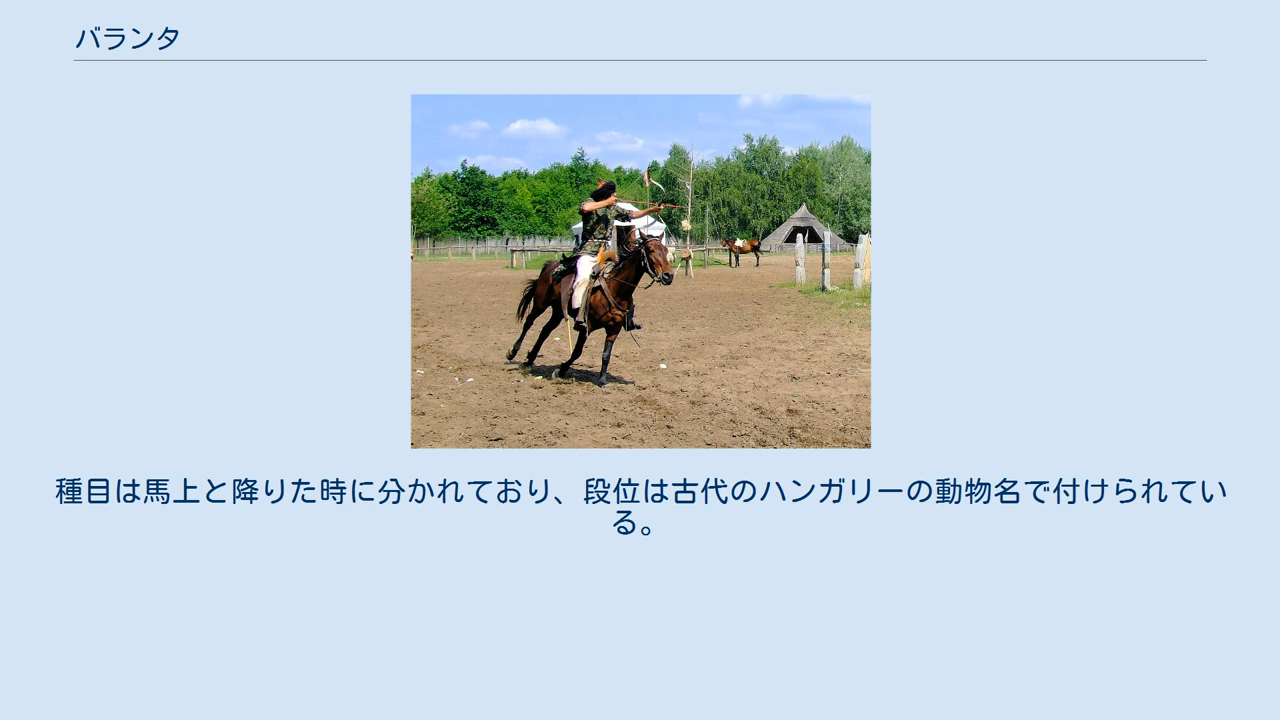 バランタ
種目は馬上と降りた時に分かれており、段位は古代のハンガリーの動物名で付けられてい
る。